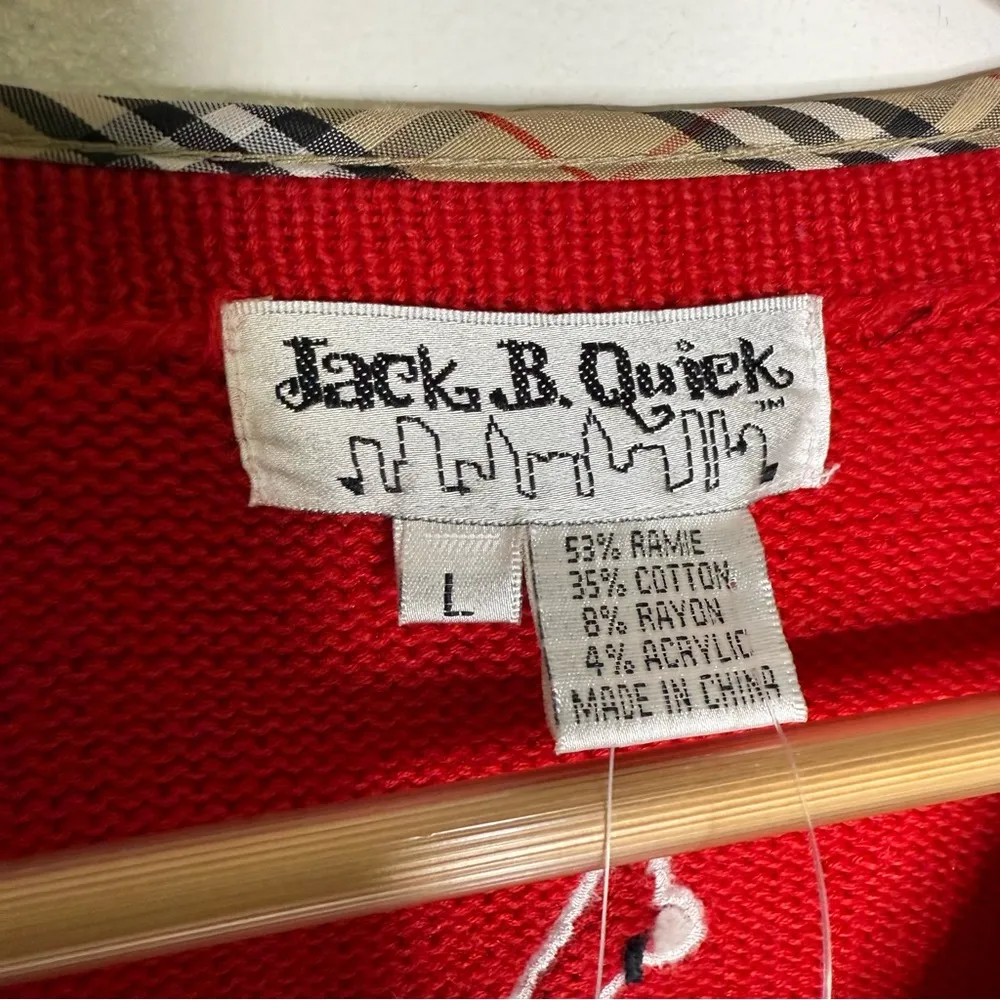 Jack. B. Quick
™
L
53% RAMIE
35% COTTON
8% RAYON
4% ACRYLIC
MADE IN CHINA